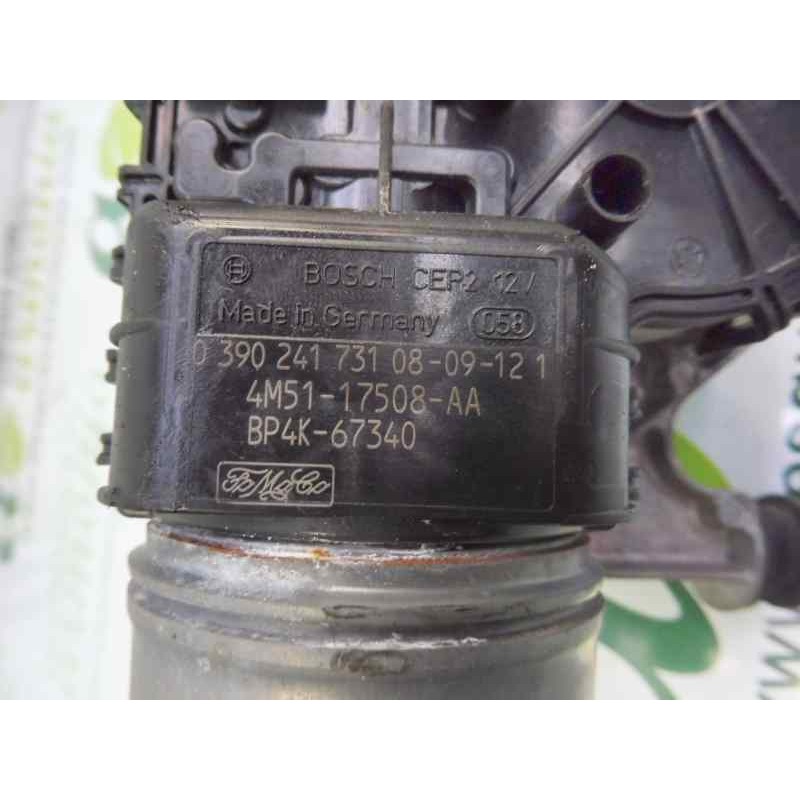 BOSCH CEP2 12V
Made in Germany 058
0 390 241 731 08-09-12 1
4M51-17508-AA
BP4K-67340
FoMoCo
www.